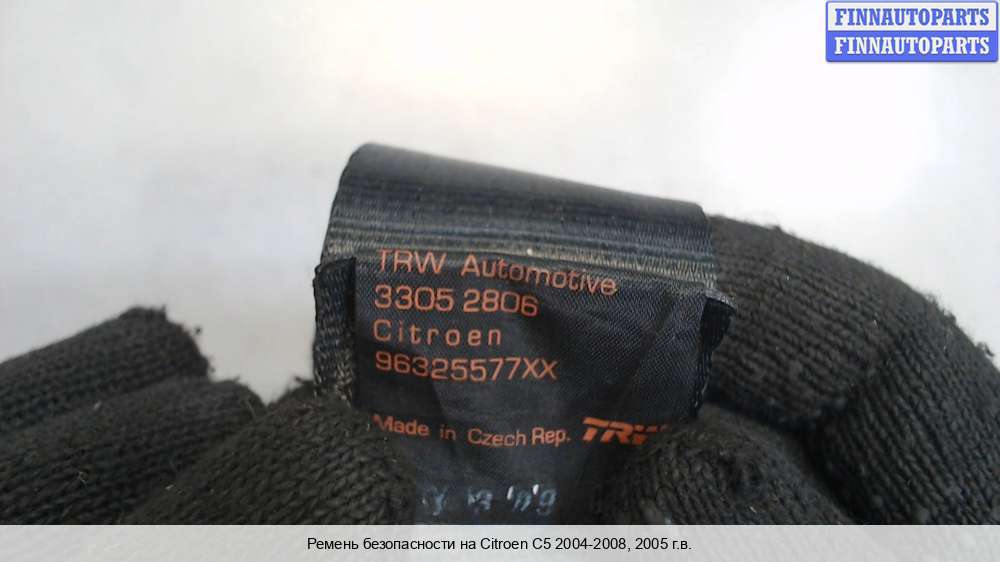 FINNAUTOPARTS
FINNAUTOPARTS
TRW Automotive
3305 2806
Citroen
96325577XX
Made in Czech Rep. TRW
Ремень безопасности на Citroen C5 2004-2008, 2005 г.в.